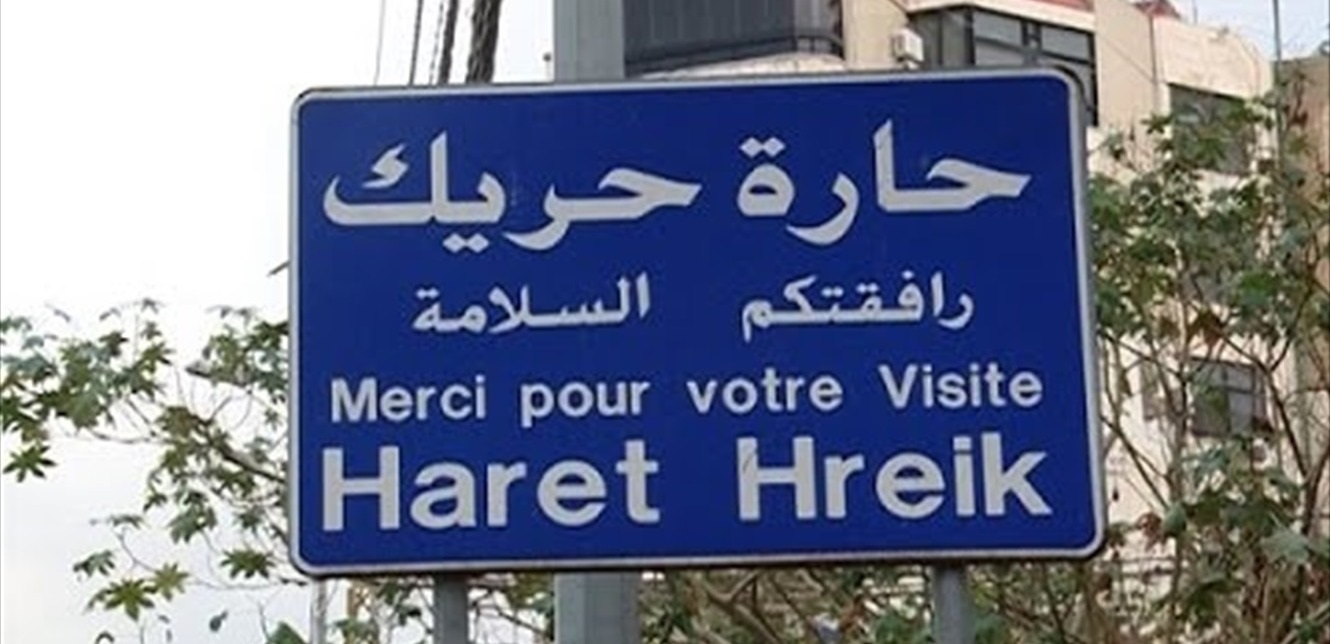 حارة حريك
رافقتكم السلامة
Merci pour votre Visite
Haret Hreik